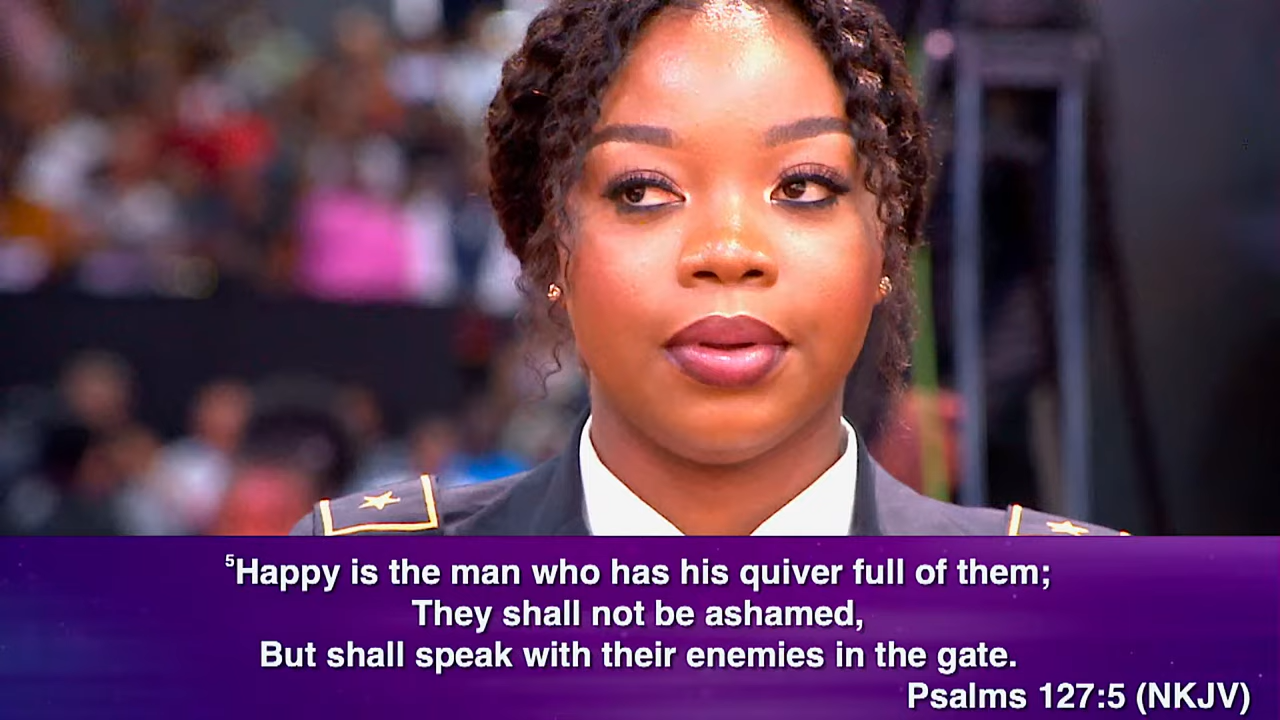 ⁵Happy is the man who has his quiver full of them;
They shall not be ashamed,
But shall speak with their enemies in the gate.
Psalms 127:5 (NKJV)